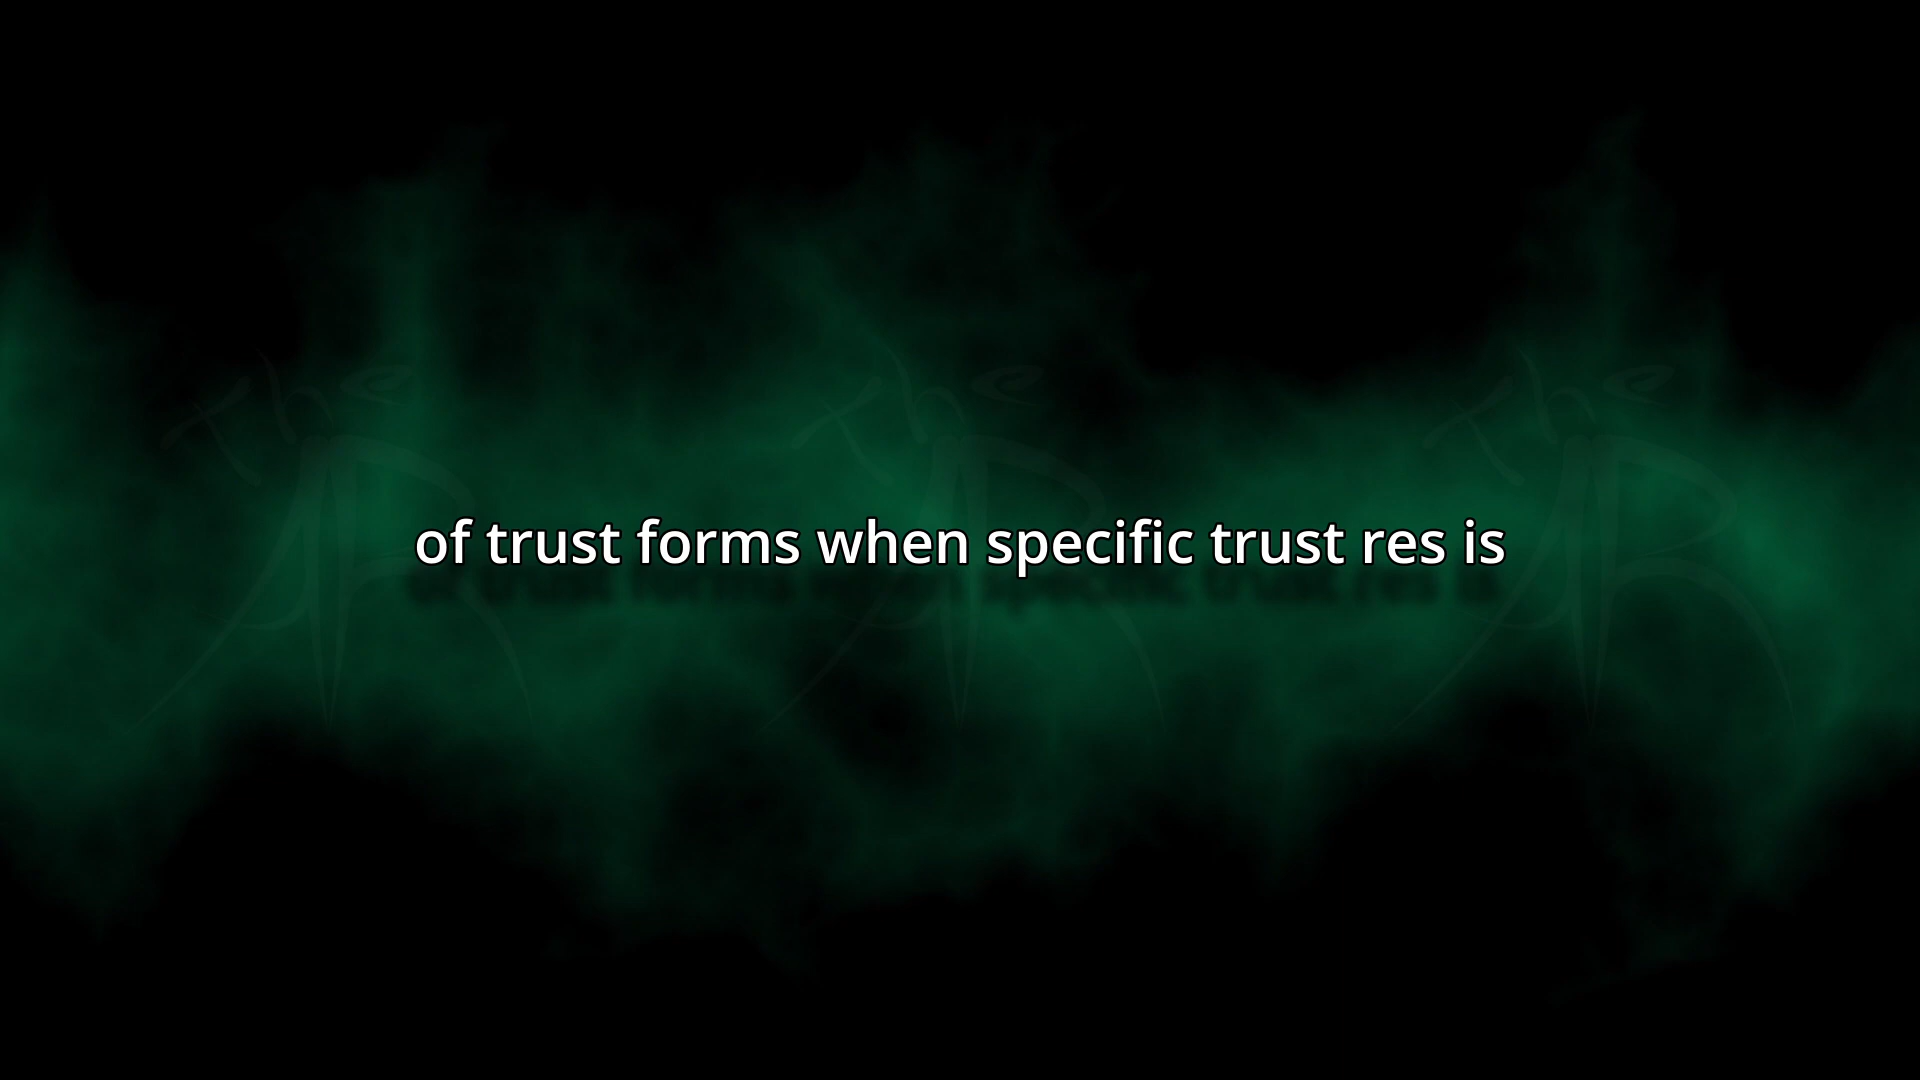 of trust forms when specific trust res is